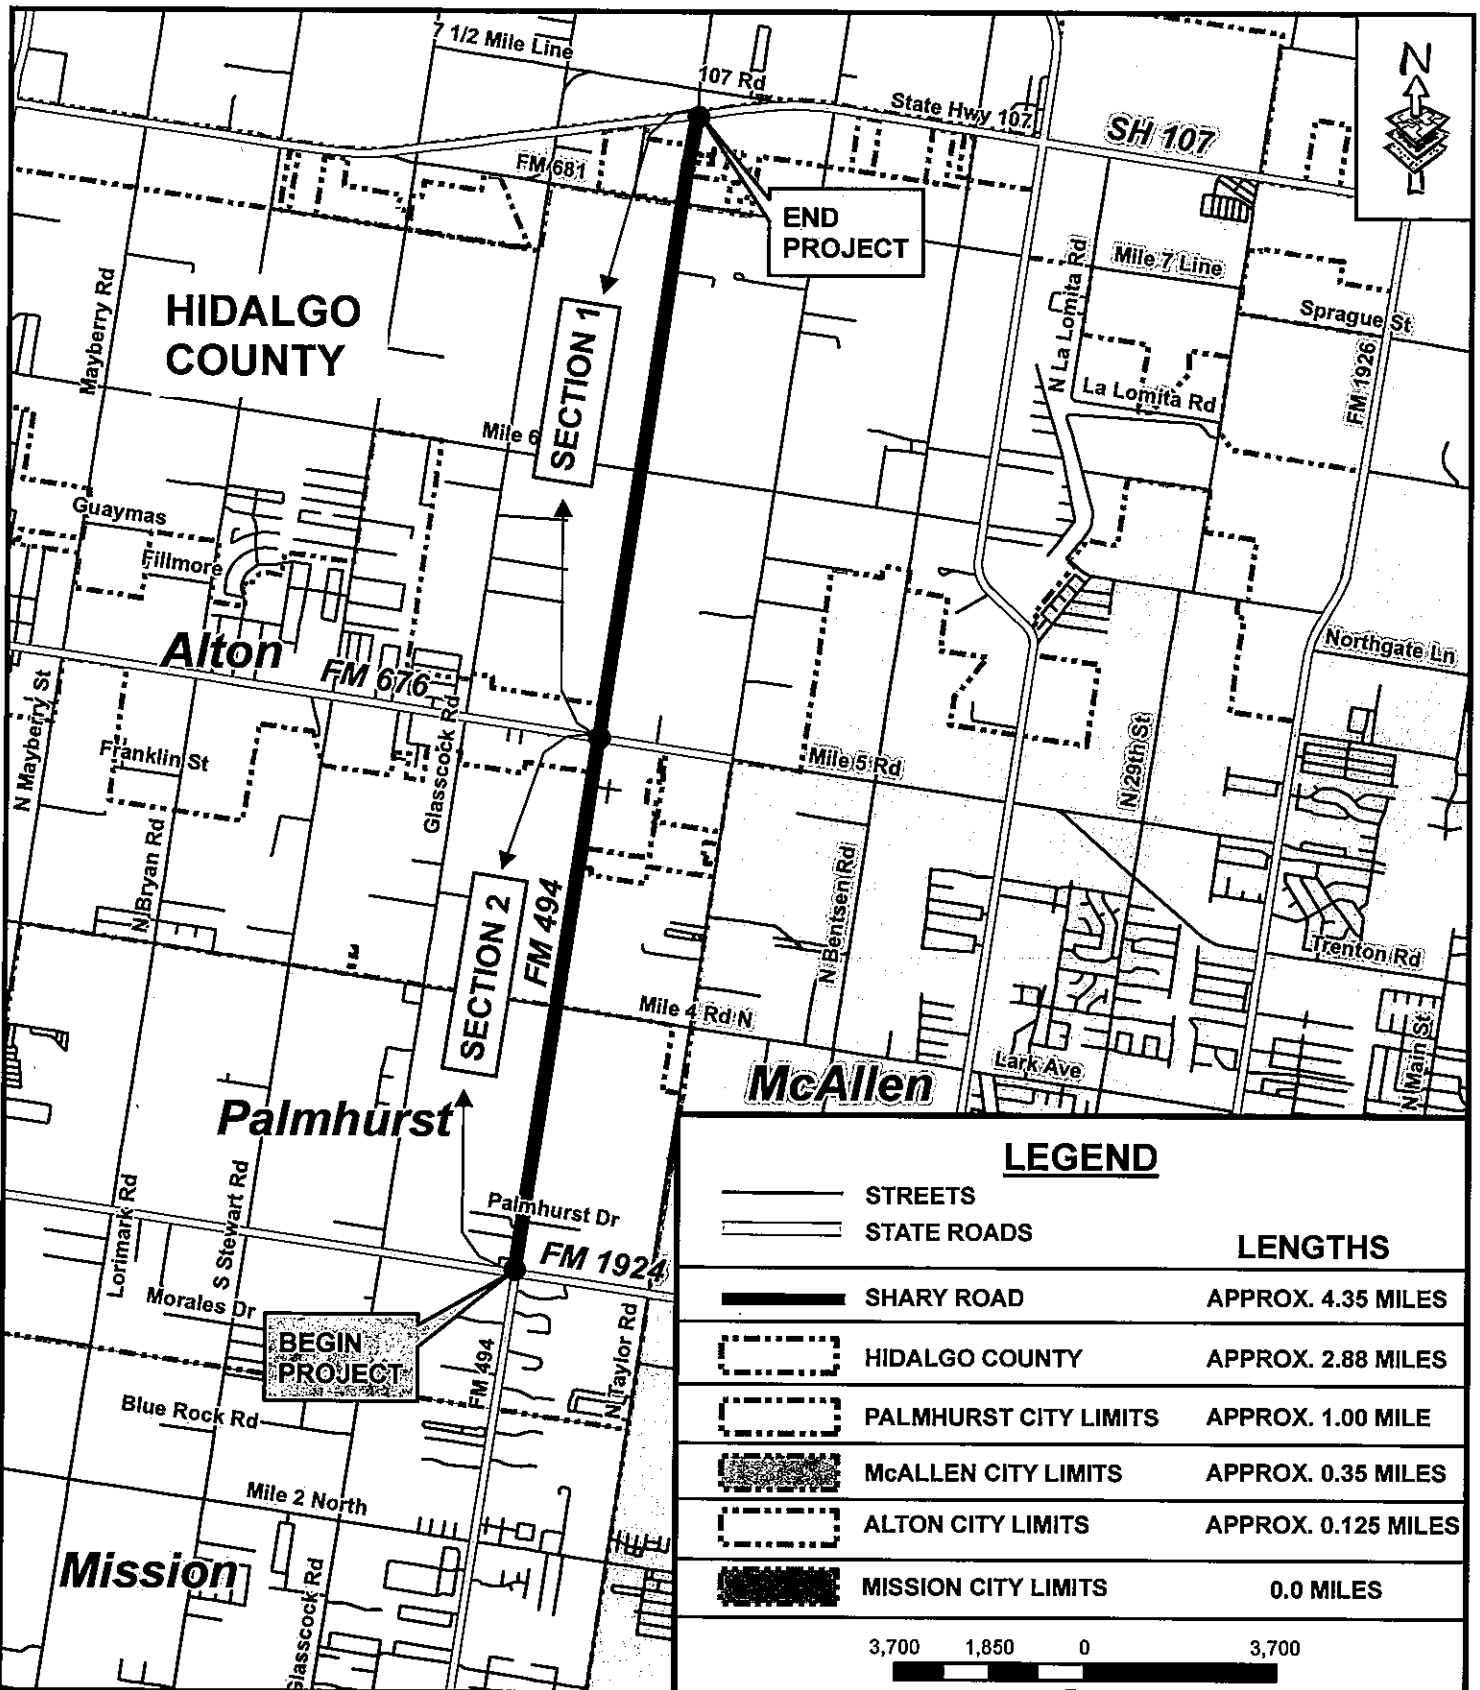 7 1/2 Mile Line
107 Rd
State Hwy 107
SH 107
N
FM 681
END
PROJECT
Mile 7 Line
N La Lomita Rd
Sprague St
Mayberry Rd
HIDALGO
COUNTY
SECTION 1
FM 1926
La Lomita Rd
Mile 6
Guaymas
Fillmore
Alton
FM 676
Northgate Ln
N Mayberry St
Franklin St
Glasscock Rd
Mile 5 Rd
N 29th St
N Bryan Rd
SECTION 2
FM 494
N Bentsen Rd
Trenton Rd
Mile 4 Rd N
Lark Ave
N Main St
McAllen
Palmhurst
Lorimark Rd
S Stewart Rd
Palmhurst Dr
FM 1924
Morales Dr
BEGIN
PROJECT
FM 494
N Taylor Rd
Blue Rock Rd
Mile 2 North
Mission
Glasscock Rd
LEGEND
STREETS
STATE ROADS
LENGTHS
SHARY ROAD APPROX. 4.35 MILES
HIDALGO COUNTY APPROX. 2.88 MILES
PALMHURST CITY LIMITS APPROX. 1.00 MILE
McALLEN CITY LIMITS APPROX. 0.35 MILES
ALTON CITY LIMITS APPROX. 0.125 MILES
MISSION CITY LIMITS 0.0 MILES
3,700 1,850 0 3,700